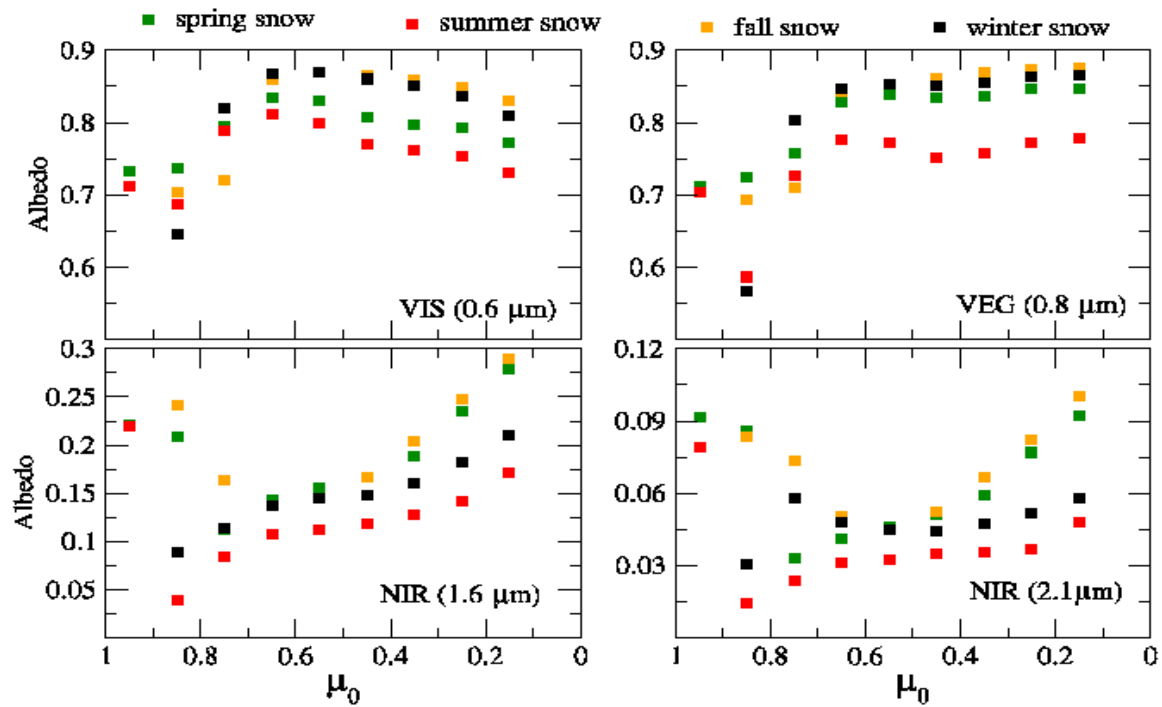 spring snow summer snow fall snow winter snow
0.9
0.8
0.7
0.6
Albedo
VIS (0.6 μm)
0.9
0.8
0.7
0.6
VEG (0.8 μm)
0.3
0.25
0.2
0.15
0.1
0.05
Albedo
NIR (1.6 μm)
1 0.8 0.6 0.4 0.2 0
μ0
0.12
0.09
0.06
0.03
NIR (2.1μm)
1 0.8 0.6 0.4 0.2 0
μ0